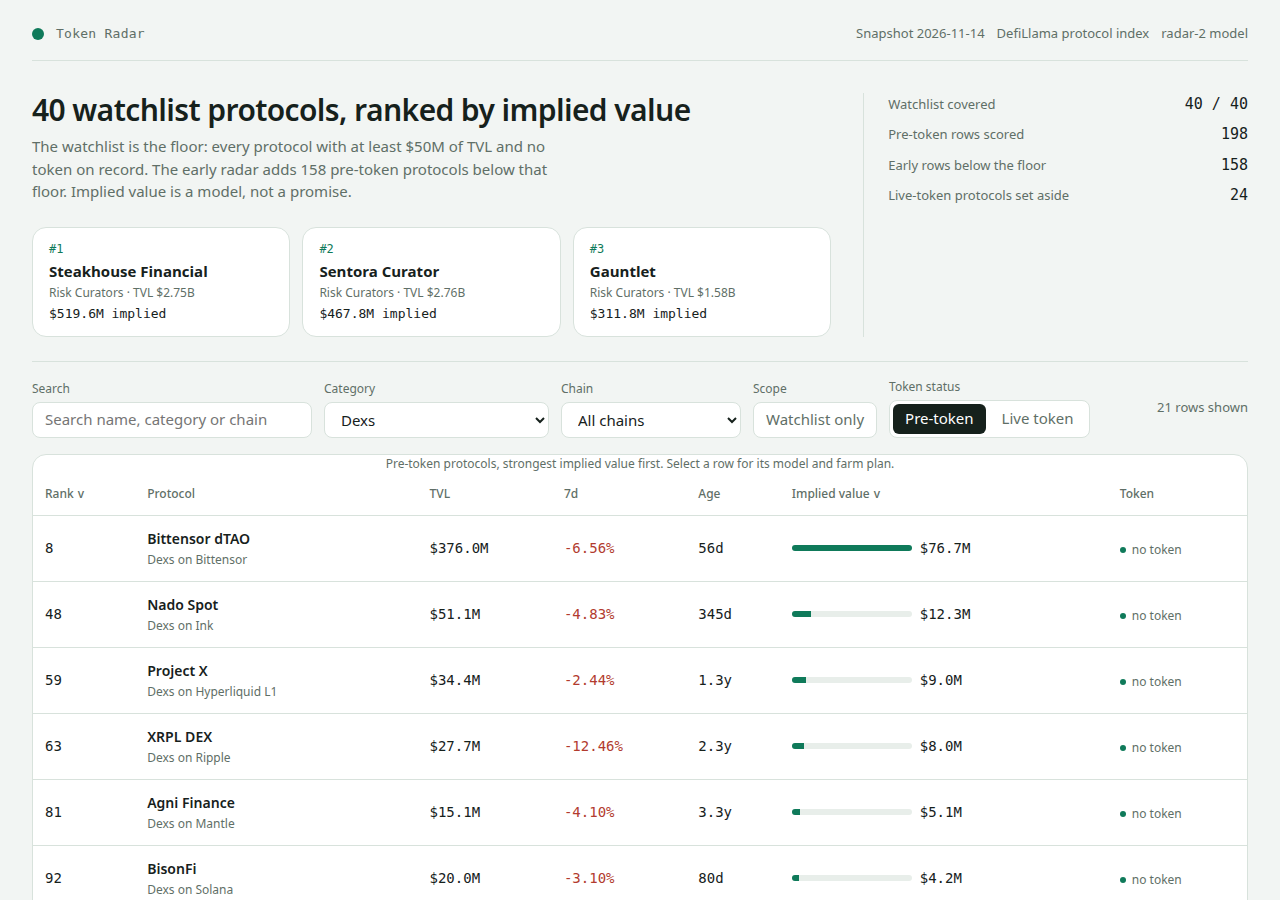 Token Radar
Snapshot 2026-11-14 DefiLlama protocol index radar-2 model
40 watchlist protocols, ranked by implied value
The watchlist is the floor: every protocol with at least $50M of TVL and no
token on record. The early radar adds 158 pre-token protocols below that
floor. Implied value is a model, not a promise.
Watchlist covered 40 / 40
Pre-token rows scored 198
Early rows below the floor 158
Live-token protocols set aside 24
#1
Steakhouse Financial
Risk Curators · TVL $2.75B
$519.6M implied
#2
Sentora Curator
Risk Curators · TVL $2.76B
$467.8M implied
#3
Gauntlet
Risk Curators · TVL $1.58B
$311.8M implied
Search
Search name, category or chain
Category
Dexs
Chain
All chains
Scope
Watchlist only
Token status
Pre-token Live token
21 rows shown
Pre-token protocols, strongest implied value first. Select a row for its model and farm plan.
Rank v Protocol TVL 7d Age Implied value v Token
8 Bittensor dTAO $376.0M -6.56% 56d $76.7M no token
Dexs on Bittensor
48 Nado Spot $51.1M -4.83% 345d $12.3M no token
Dexs on Ink
59 Project X $34.4M -2.44% 1.3y $9.0M no token
Dexs on Hyperliquid L1
63 XRPL DEX $27.7M -12.46% 2.3y $8.0M no token
Dexs on Ripple
81 Agni Finance $15.1M -4.10% 3.3y $5.1M no token
Dexs on Mantle
92 BisonFi $20.0M -3.10% 80d $4.2M no token
Dexs on Solana